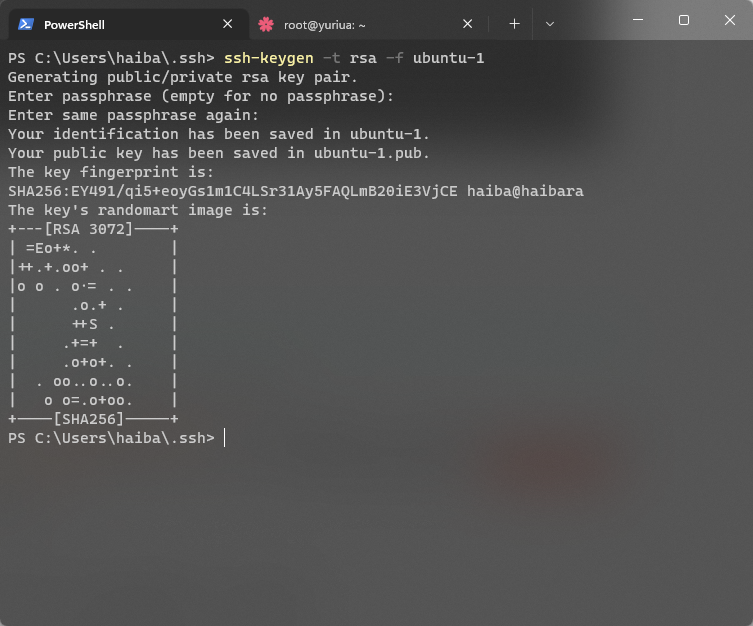 PowerShell
root@yuriua: ~
PS C:\Users\haiba\.ssh> ssh-keygen -t rsa -f ubuntu-1
Generating public/private rsa key pair.
Enter passphrase (empty for no passphrase):
Enter same passphrase again:
Your identification has been saved in ubuntu-1.
Your public key has been saved in ubuntu-1.pub.
The key fingerprint is:
SHA256:EY491/qi5+eoyGs1m1C4LSr31Ay5FAQLmB20iE3VjCE haiba@haibara
The key's randomart image is:
+---[RSA 3072]----+
| =Eo+*. .        |
|++.+.oo+ . .     |
|o o . o·= . .    |
|      .o.+ .     |
|      ++S .      |
|     .+=+  .     |
|     .o+o+. .    |
|  . oo..o..o.    |
|   o o=.o+oo.    |
+----[SHA256]-----+
PS C:\Users\haiba\.ssh>